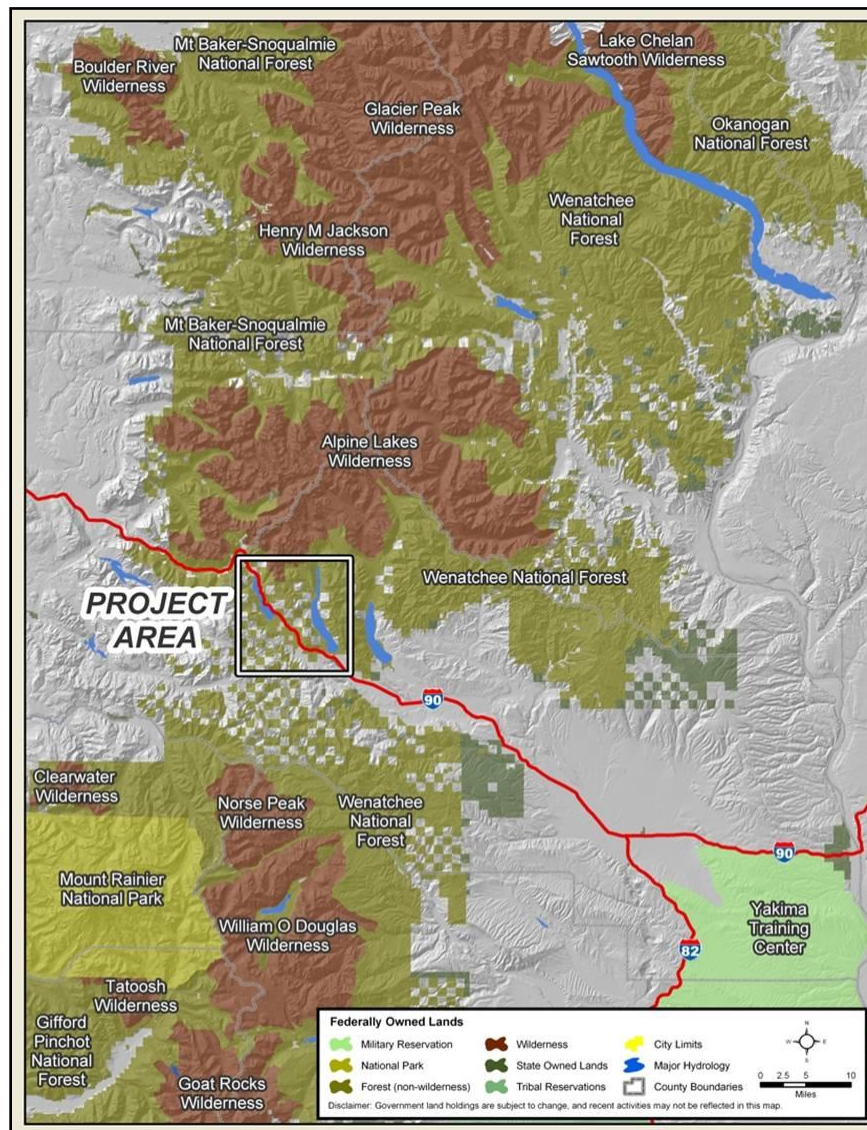 Mt Baker-Snoqualmie
National Forest
Boulder River
Wilderness
Lake Chelan
Sawtooth Wilderness
Glacier Peak
Wilderness
Okanogan
National Forest
Wenatchee
National
Forest
Henry M Jackson
Wilderness
Mt Baker-Snoqualmie
National Forest
Alpine Lakes
Wilderness
Wenatchee National Forest
PROJECT
AREA
90
Clearwater
Wilderness
Norse Peak
Wilderness
Wenatchee
National
Forest
90
Mount Rainier
National Park
William O Douglas
Wilderness
Yakima
Training
Center
82
Tatoosh
Wilderness
Gifford
Pinchot
National
Forest
Goat Rocks
Wilderness
Federally Owned Lands
Military Reservation
National Park
Forest (non-wilderness)
Wilderness
State Owned Lands
Tribal Reservations
City Limits
Major Hydrology
County Boundaries
N
W E
S
0 2.5 5 10
Miles
Disclaimer: Government land holdings are subject to change, and recent activities may not be reflected in this map.